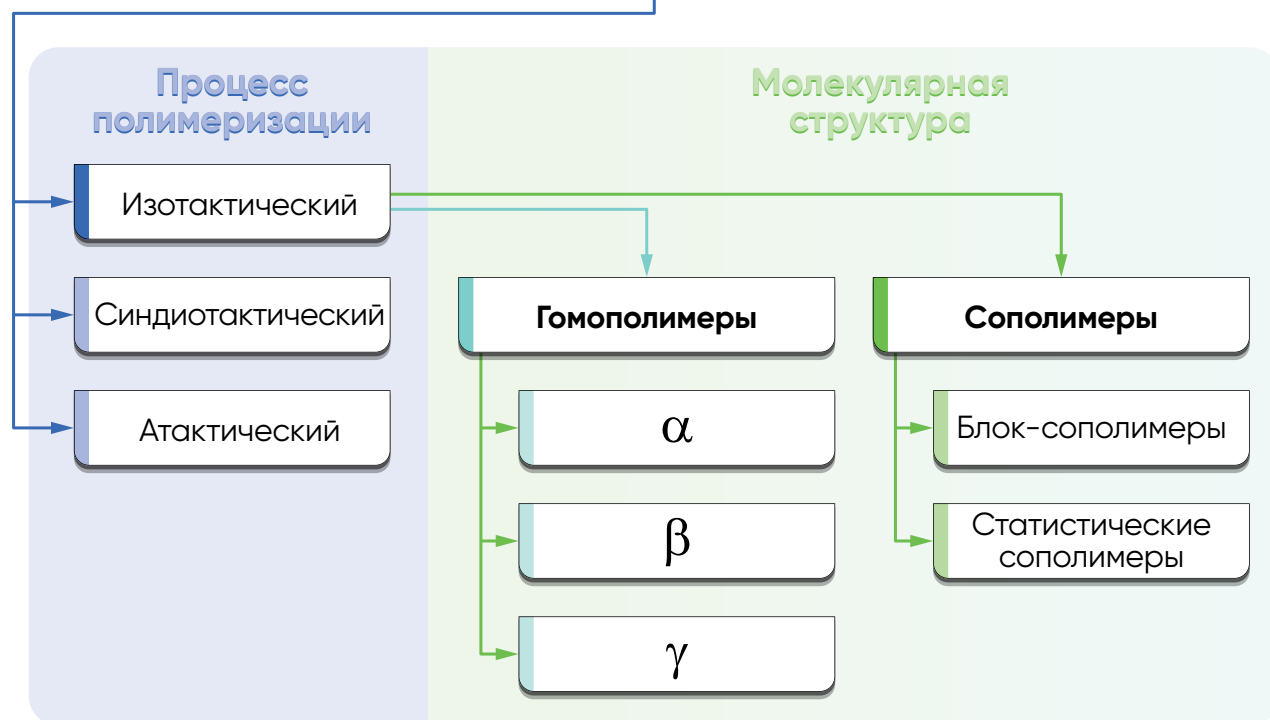 Процесс
полимеризации
Изотактический
Синдиотактический
Атактический
Молекулярная
структура
Гомополимеры
α
β
γ
Сополимеры
Блок-сополимеры
Статистические
сополимеры